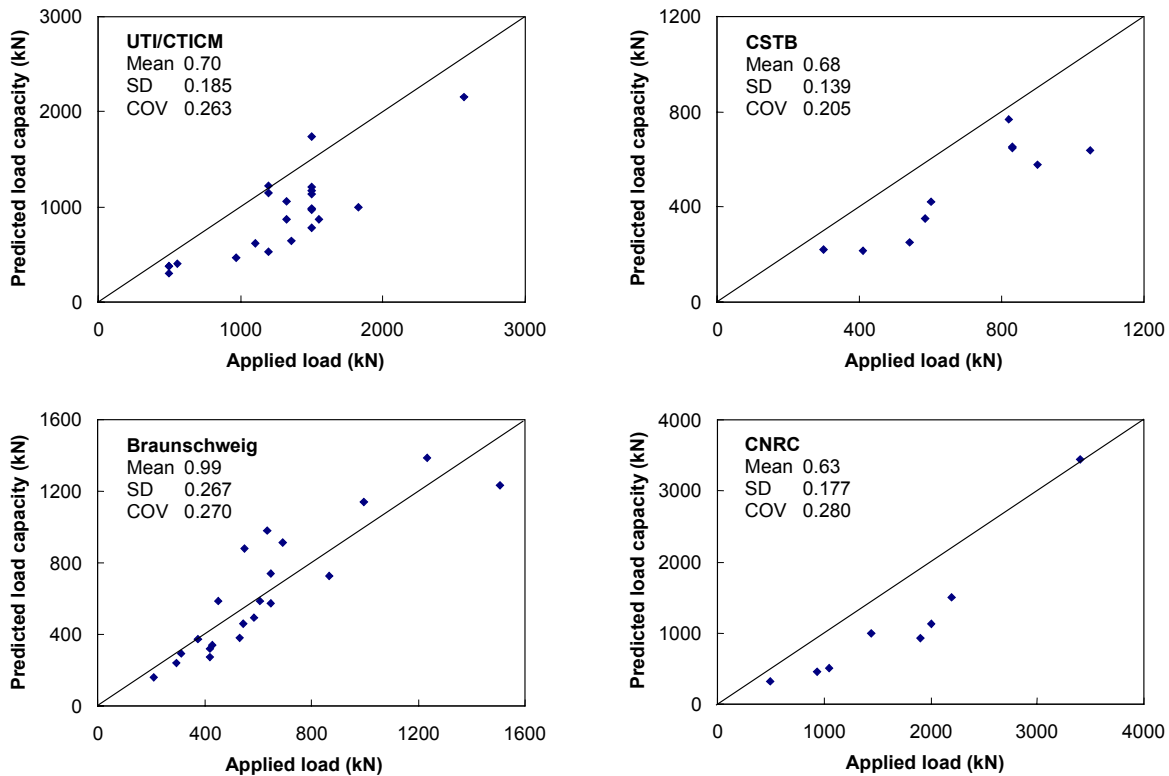 3000
2000
1000
0
Predicted load capacity (kN)
UTI/CTICM
Mean 0.70
SD 0.185
COV 0.263
0 1000 2000 3000
Applied load (kN)
1200
800
400
0
Predicted load capacity (kN)
CSTB
Mean 0.68
SD 0.139
COV 0.205
0 400 800 1200
Applied load (kN)
1600
1200
800
400
0
Predicted load capacity (kN)
Braunschweig
Mean 0.99
SD 0.267
COV 0.270
0 400 800 1200 1600
Applied load (kN)
4000
3000
2000
1000
0
Predicted load capacity (kN)
CNRC
Mean 0.63
SD 0.177
COV 0.280
0 1000 2000 3000 4000
Applied load (kN)